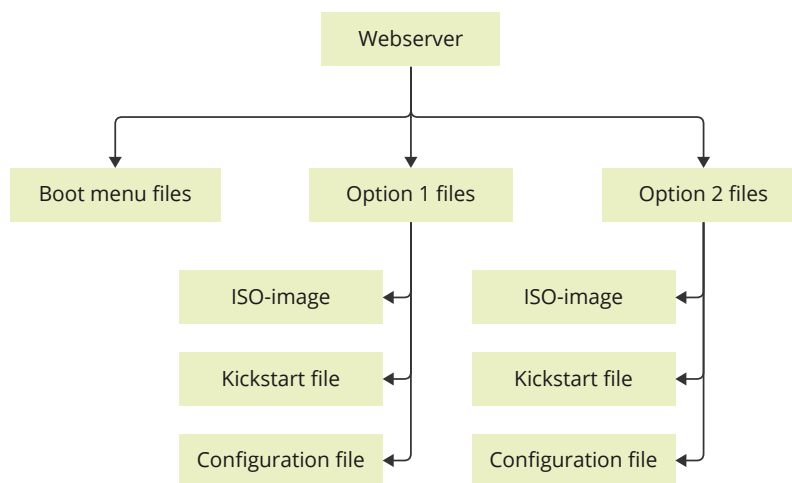 Webserver
Boot menu files
Option 1 files
Option 2 files
ISO-image
ISO-image
Kickstart file
Kickstart file
Configuration file
Configuration file